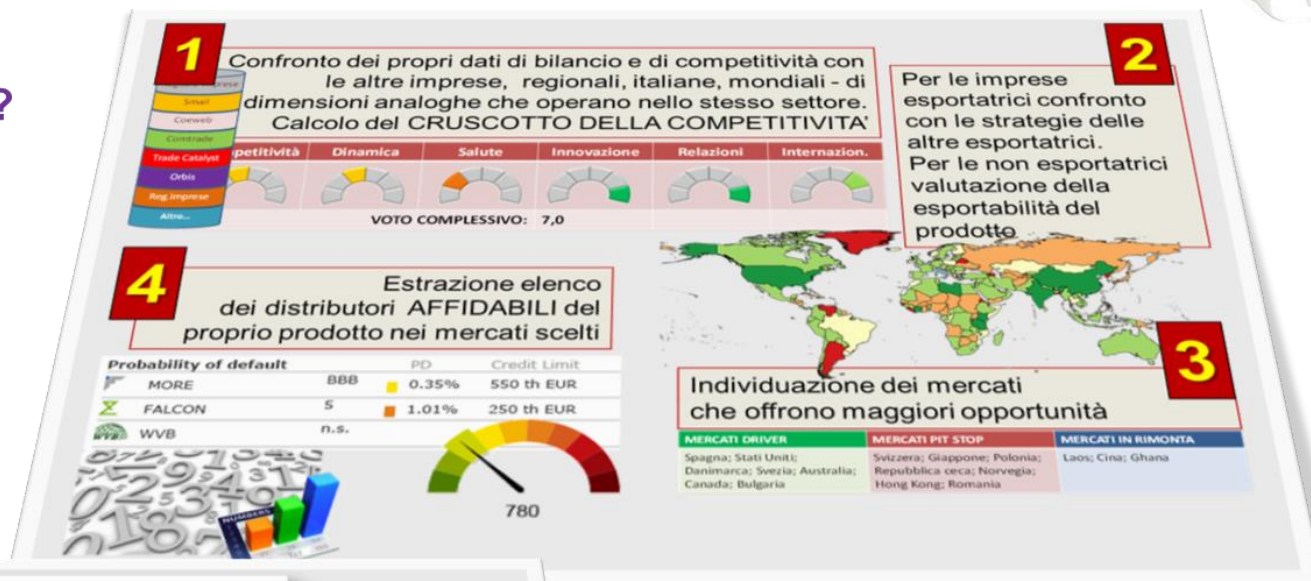 ?
1
Confronto dei propri dati di bilancio e di competitività con
le altre imprese, regionali, italiane, mondiali - di
dimensioni analoghe che operano nello stesso settore.
Calcolo del CRUSCOTTO DELLA COMPETITIVITA'
Smail
Coeweb
Comtrade
Trade Catalyst
Orbis
Reg.imprese
Altro...
petitività Dinamica Salute Innovazione Relazioni Internazion.
VOTO COMPLESSIVO: 7,0
2
Per le imprese
esportatrici confronto
con le strategie delle
altre esportatrici.
Per le non esportatrici
valutazione della
esportabilità del
prodotto
3
Individuazione dei mercati
che offrono maggiori opportunità
MERCATI DRIVER MERCATI PIT STOP MERCATI IN RIMONTA
Spagna; Stati Uniti; Svizzera; Giappone; Polonia; Laos; Cina; Ghana
Danimarca; Svezia; Australia; Repubblica ceca; Norvegia;
Canada; Bulgaria Hong Kong; Romania
4
Estrazione elenco
dei distributori AFFIDABILI del
proprio prodotto nei mercati scelti
Probability of default PD Credit Limit
MORE BBB 0.35% 550 th EUR
FALCON 5 1.01% 250 th EUR
WVB n.s.
780
NUMBERS